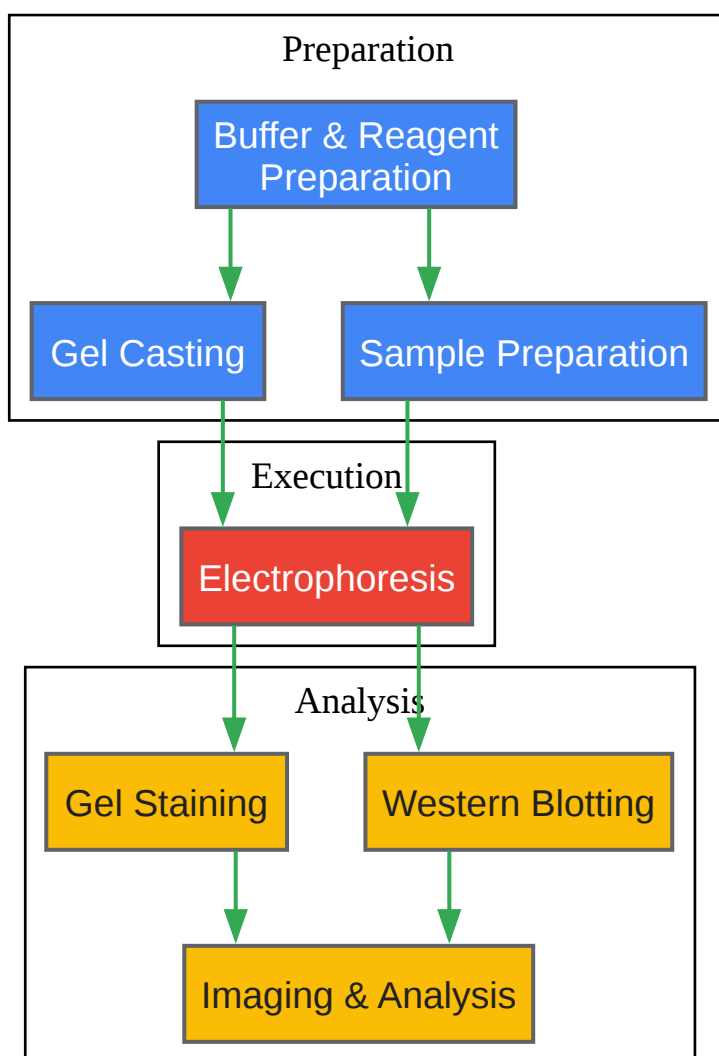 Preparation
Buffer & Reagent
Preparation
Gel Casting
Sample Preparation
Execution
Electrophoresis
Analysis
Gel Staining
Western Blotting
Imaging & Analysis